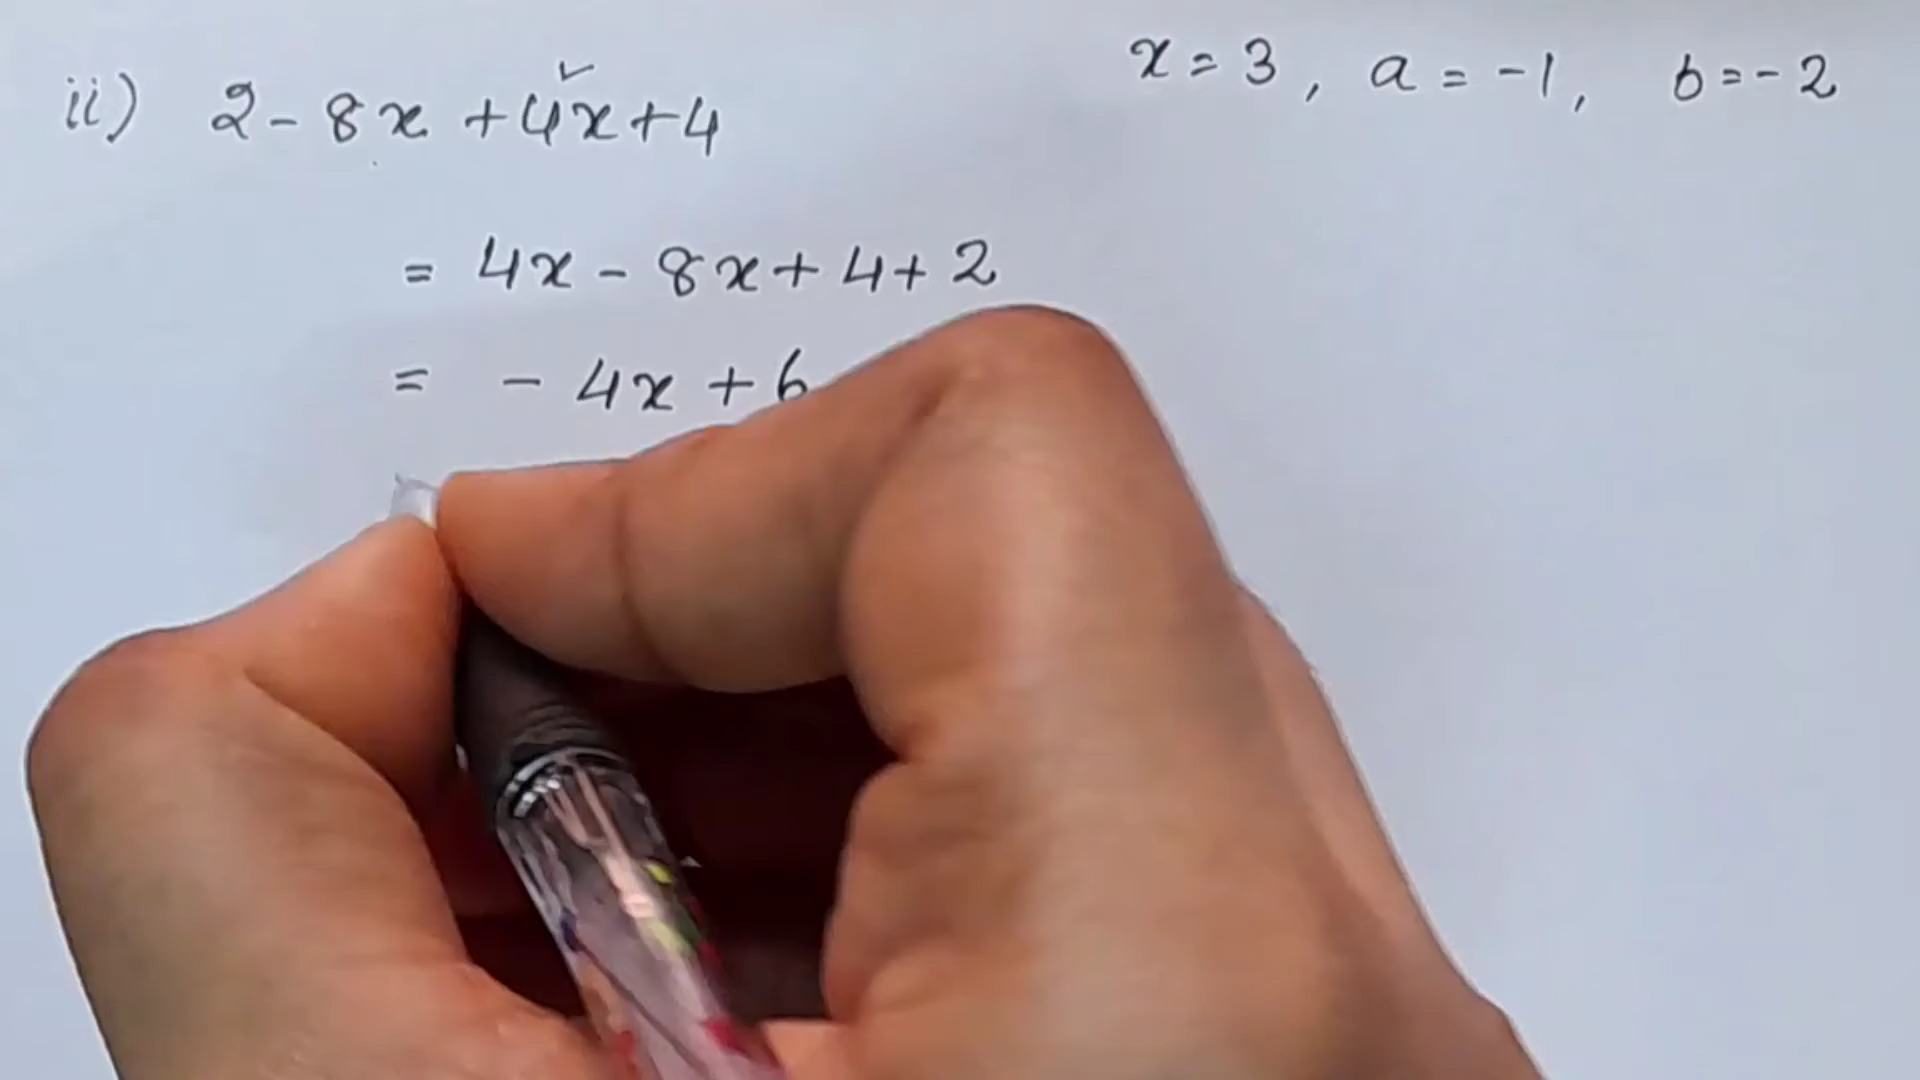 ii) 2 - 8x + 4x + 4
x = 3, a = -1, b = -2
= 4x - 8x + 4 + 2
= - 4x + 6